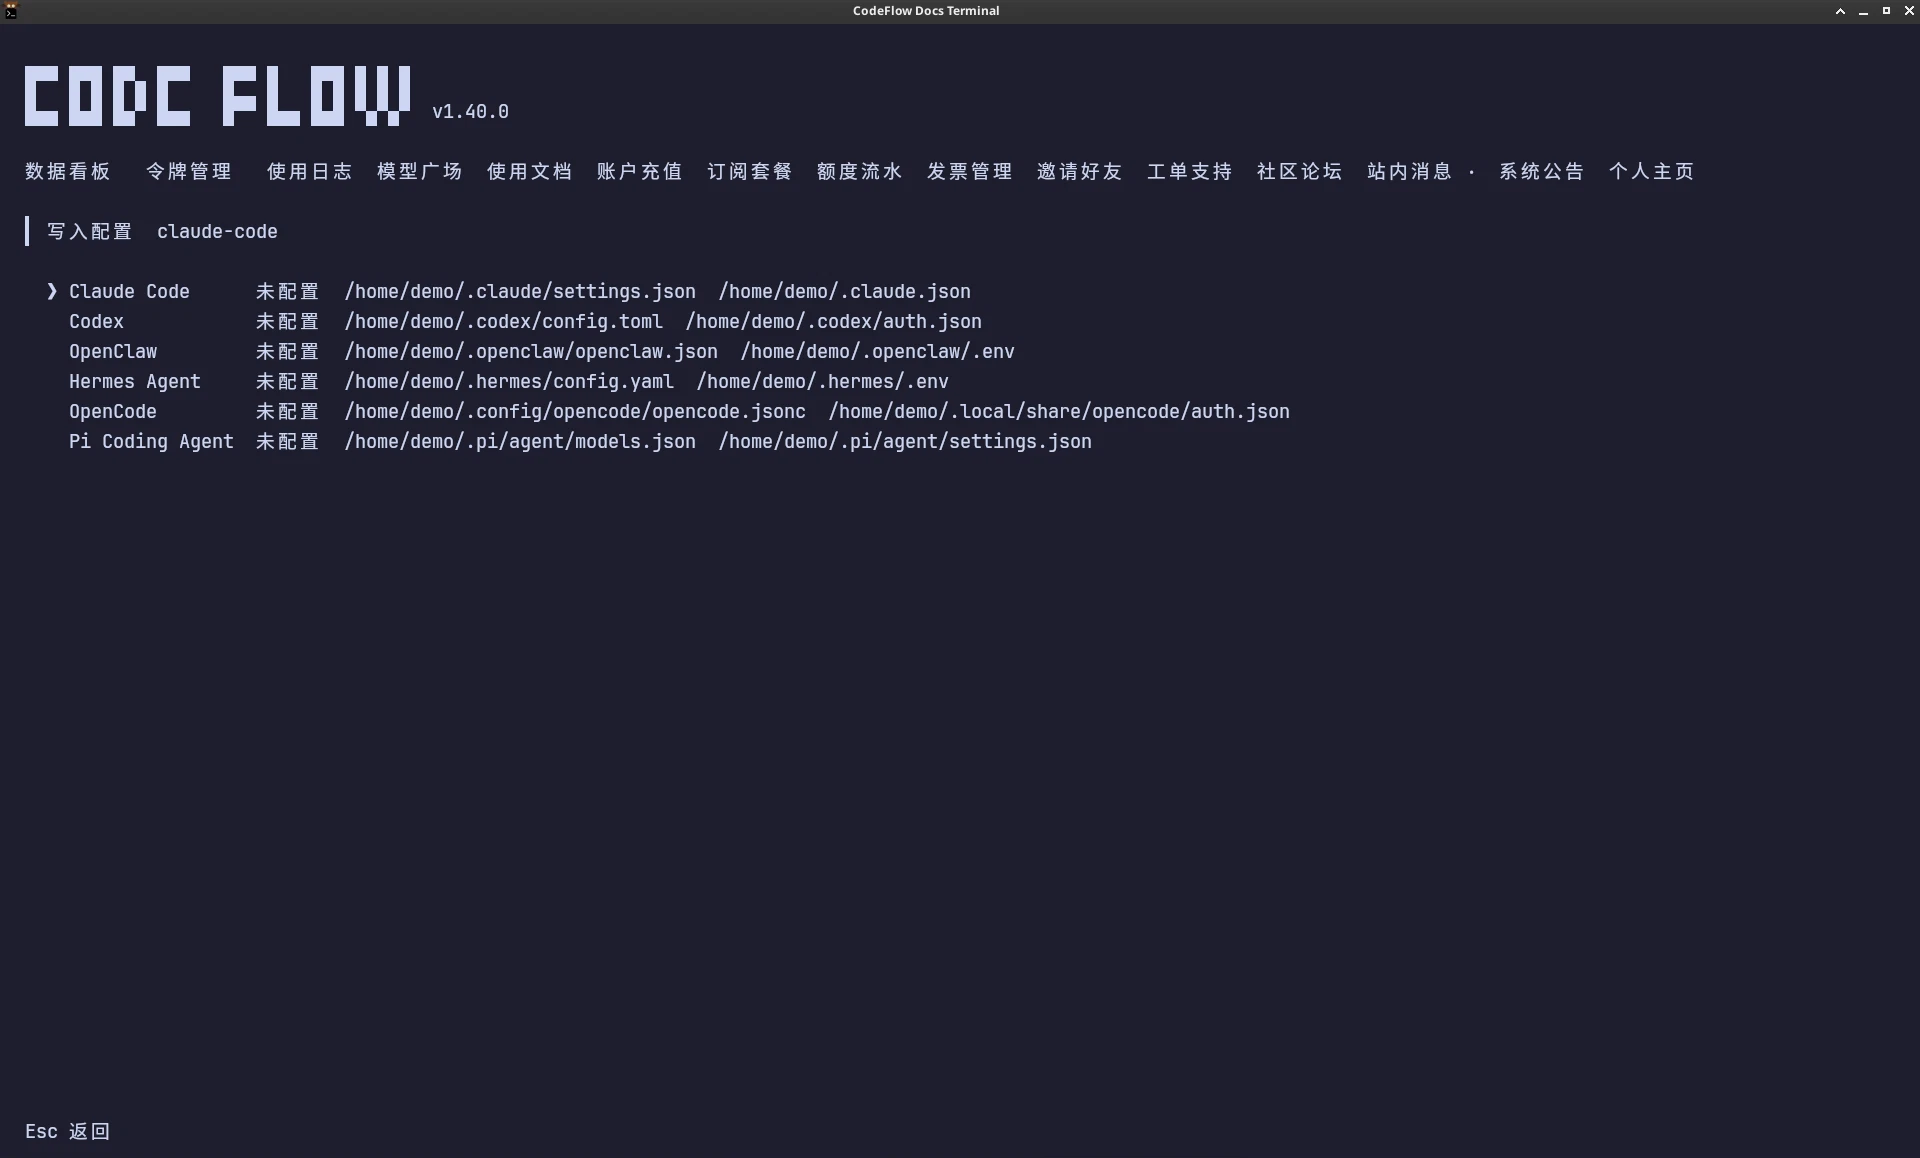 CodeFlow Docs Terminal
CODE FLOW v1.40.0
数据看板 令牌管理 使用日志 模型广场 使用文档 账户充值 订阅套餐 额度流水 发票管理 邀请好友 工单支持 社区论坛 站内消息 · 系统公告 个人主页
写入配置 claude-code
❯ Claude Code 未配置 /home/demo/.claude/settings.json /home/demo/.claude.json
Codex 未配置 /home/demo/.codex/config.toml /home/demo/.codex/auth.json
OpenClaw 未配置 /home/demo/.openclaw/openclaw.json /home/demo/.openclaw/.env
Hermes Agent 未配置 /home/demo/.hermes/config.yaml /home/demo/.hermes/.env
OpenCode 未配置 /home/demo/.config/opencode/opencode.jsonc /home/demo/.local/share/opencode/auth.json
Pi Coding Agent 未配置 /home/demo/.pi/agent/models.json /home/demo/.pi/agent/settings.json
Esc 返回